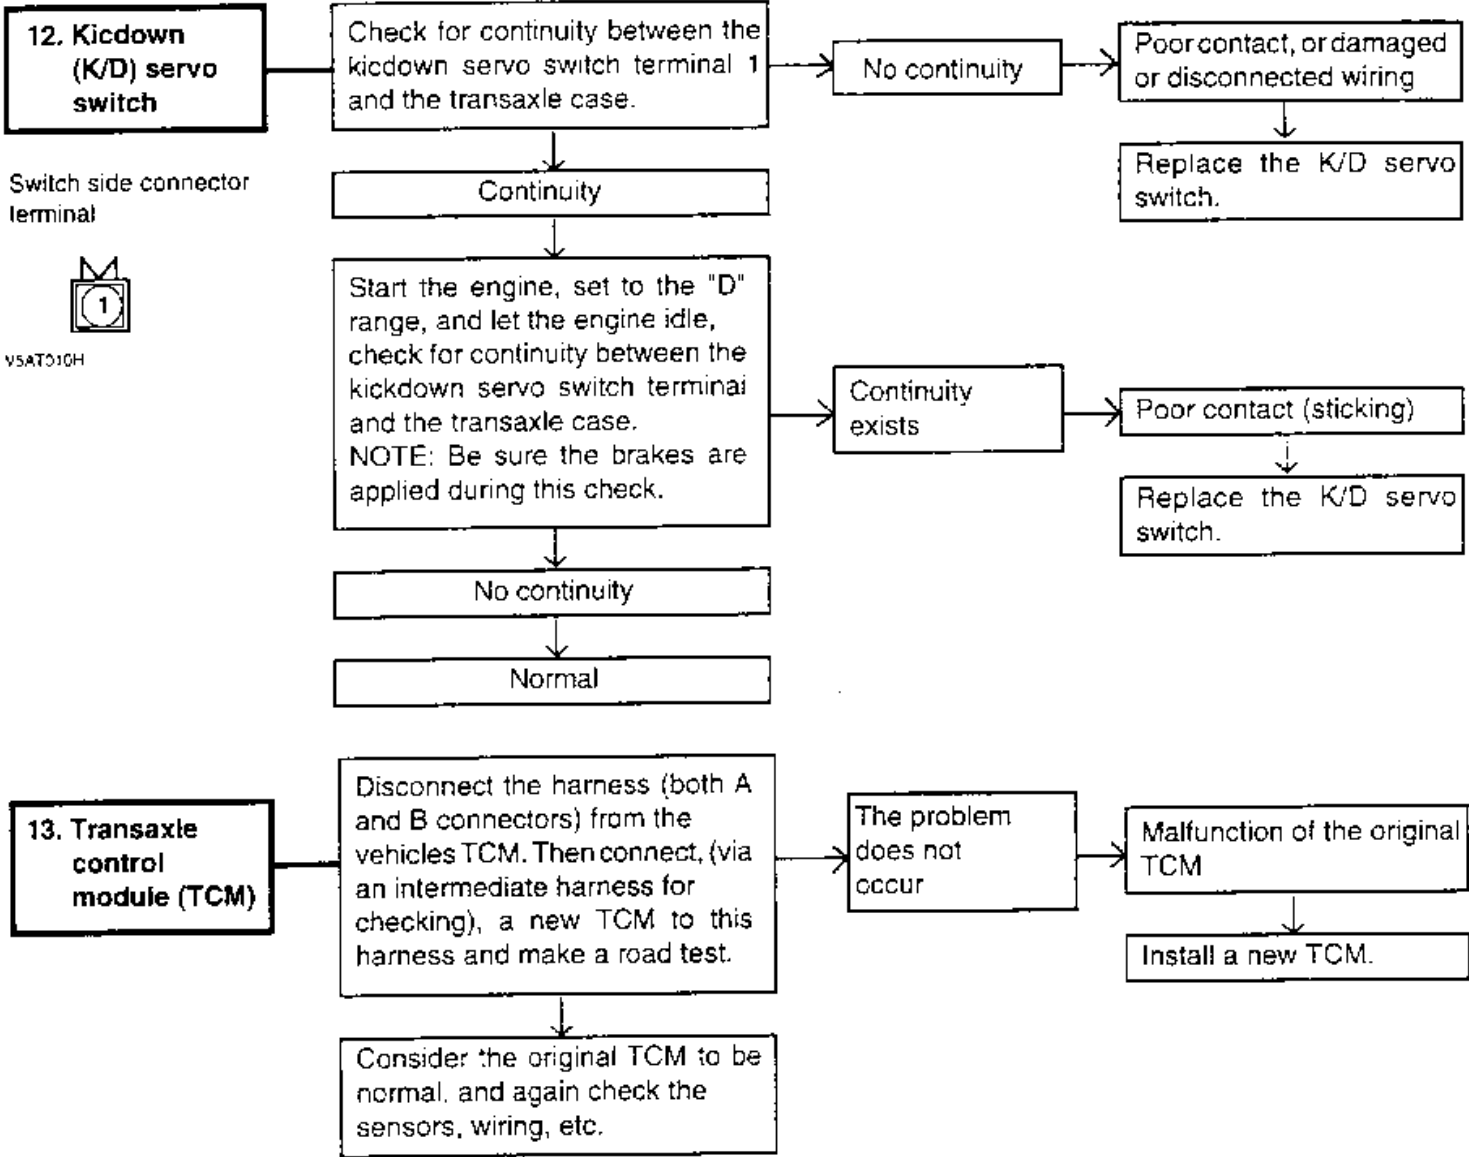 12. Kicdown
(K/D) servo
switch
Check for continuity between the
kicdown servo switch terminal 1
and the transaxle case.
No continuity
Poor contact, or damaged
or disconnected wiring
Replace the K/D servo
switch.
Switch side connector
terminal
1
V5AT010H
Continuity
Start the engine, set to the "D"
range, and let the engine idle,
check for continuity between the
kickdown servo switch terminal
and the transaxle case.
NOTE: Be sure the brakes are
applied during this check.
Continuity
exists
Poor contact (sticking)
Replace the K/D servo
switch.
No continuity
Normal
13. Transaxle
control
module (TCM)
Disconnect the harness (both A
and B connectors) from the
vehicles TCM. Then connect, (via
an intermediate harness for
checking), a new TCM to this
harness and make a road test.
The problem
does not
occur
Malfunction of the original
TCM
Install a new TCM.
Consider the original TCM to be
normal, and again check the
sensors, wiring, etc.